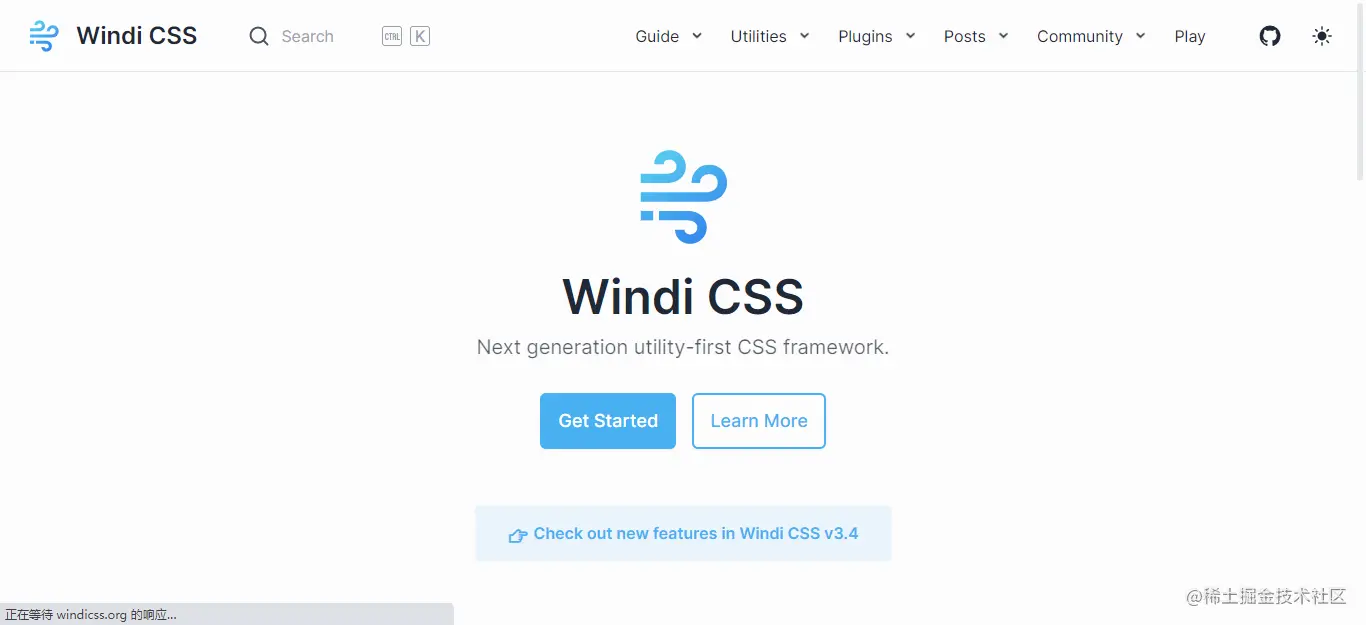 Windi CSS Search CTRL K Guide Utilities Plugins Posts Community Play
Windi CSS
Next generation utility-first CSS framework.
Get Started Learn More
Check out new features in Windi CSS v3.4
@稀土掘金技术社区
正在等待 windicss.org 的响应...